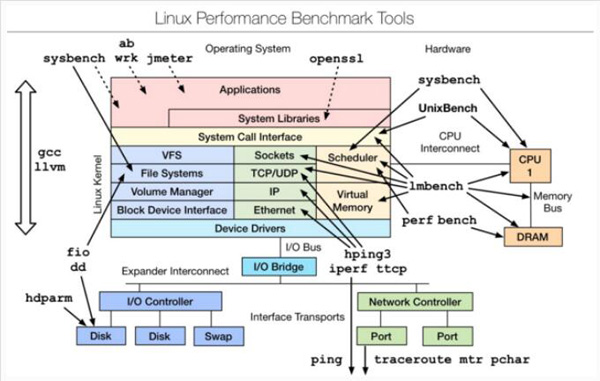 Linux Performance Benchmark Tools
Operating System
Hardware
ab
wrk
sysbench
jmeter
openssl
sysbench
Applications
UnixBench
System Libraries
System Call Interface
CPU
Interconnect
gcc
llvm
Linux Kernel
VFS
Sockets
Scheduler
File Systems
TCP/UDP
CPU
1
Volume Manager
IP
Virtual
Memory
lmbench
Memory
Bus
Block Device Interface
Ethernet
perf bench
Device Drivers
DRAM
I/O Bus
fio
dd
hping3
iperf ttcp
Expander Interconnect
I/O Bridge
hdparm
I/O Controller
Interface Transports
Network Controller
Disk
Disk
Swap
Port
Port
ping
traceroute mtr pchar